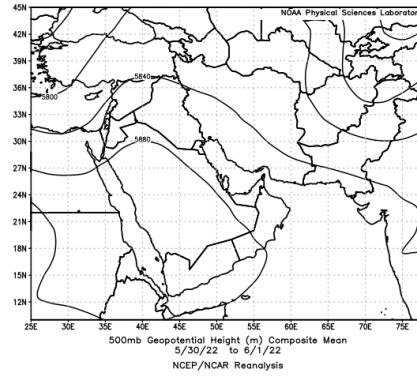 NOAA Physical Sciences Laborator
45N
42N
39N
36N
33N
30N
27N
24N
21N
18N
15N
12N
5800
5840
5880
25E 30E 35E 40E 45E 50E 55E 60E 65E 70E 75E
500mb Geopotential Height (m) Composite Mean
5/30/22 to 6/1/22
NCEP/NCAR Reanalysis